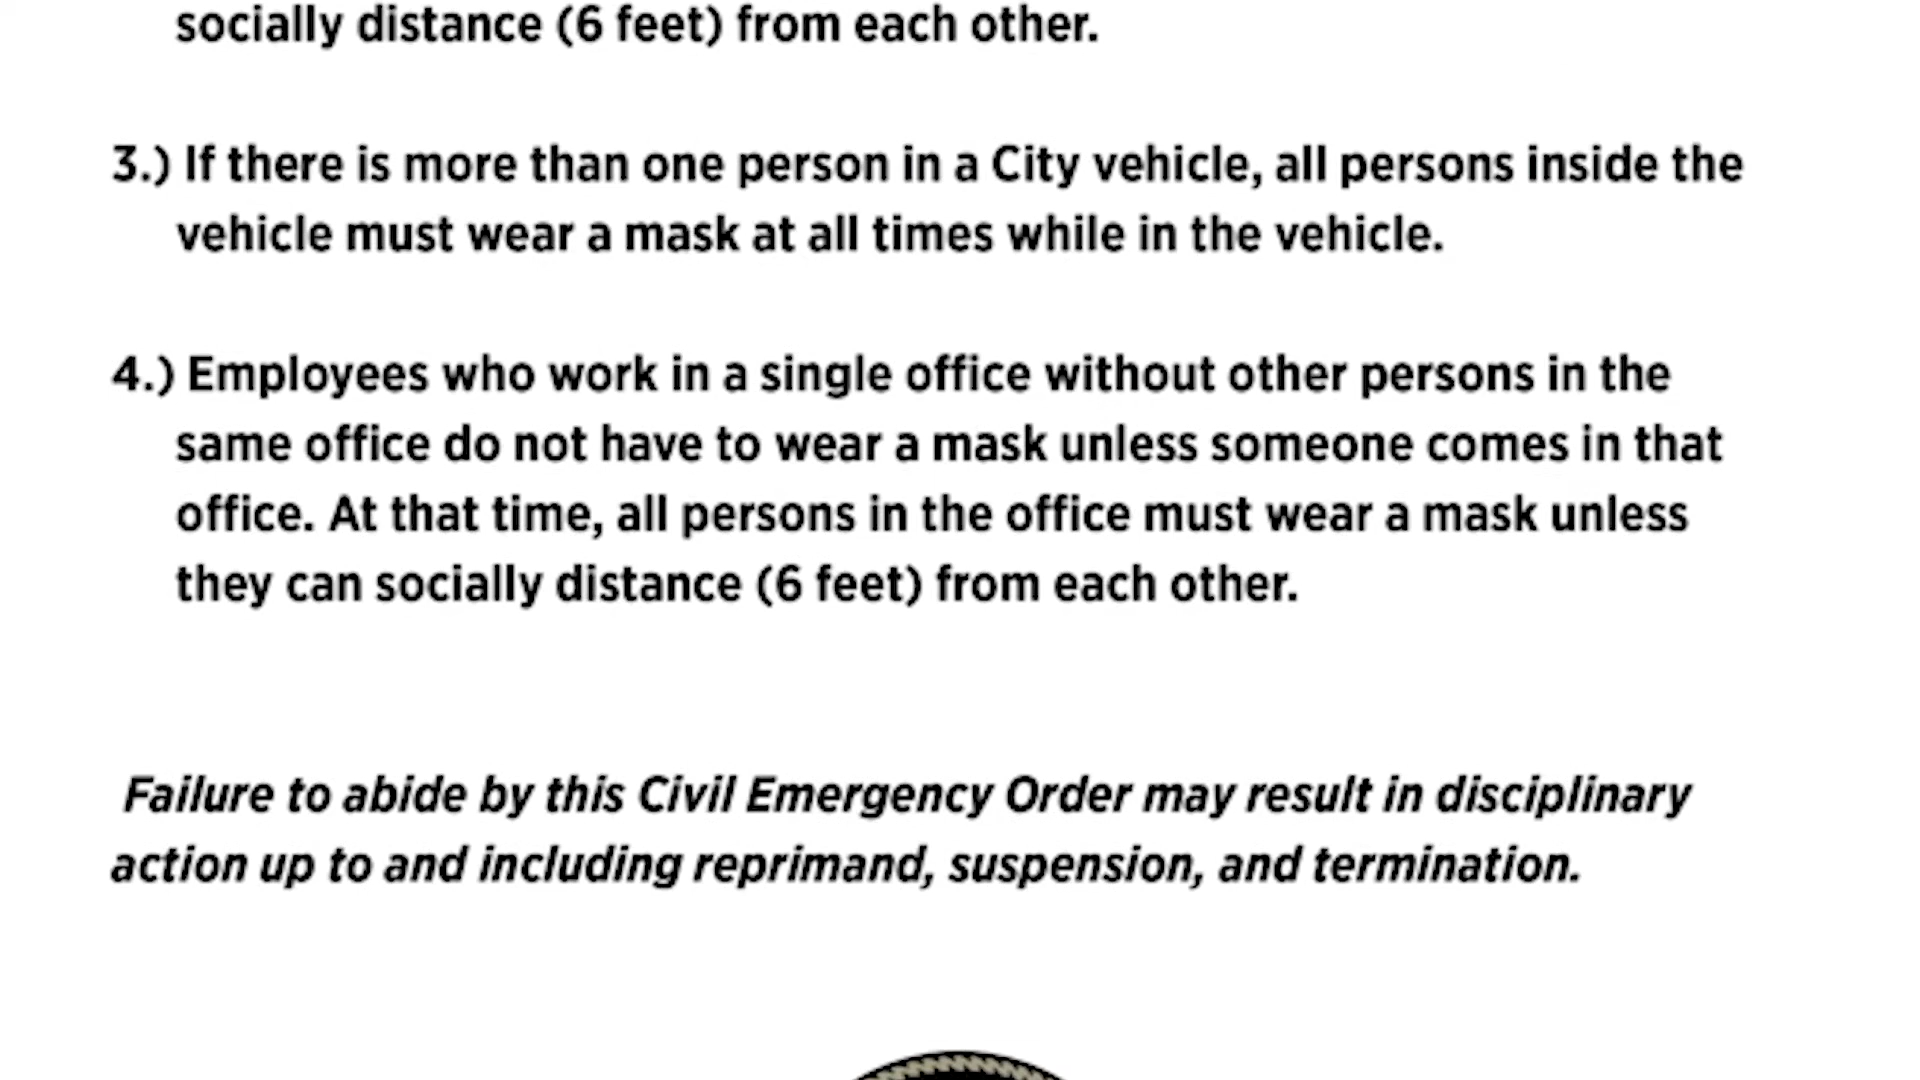 socially distance (6 feet) from each other.
3.) If there is more than one person in a City vehicle, all persons inside the
vehicle must wear a mask at all times while in the vehicle.
4.) Employees who work in a single office without other persons in the
same office do not have to wear a mask unless someone comes in that
office. At that time, all persons in the office must wear a mask unless
they can socially distance (6 feet) from each other.
Failure to abide by this Civil Emergency Order may result in disciplinary
action up to and including reprimand, suspension, and termination.